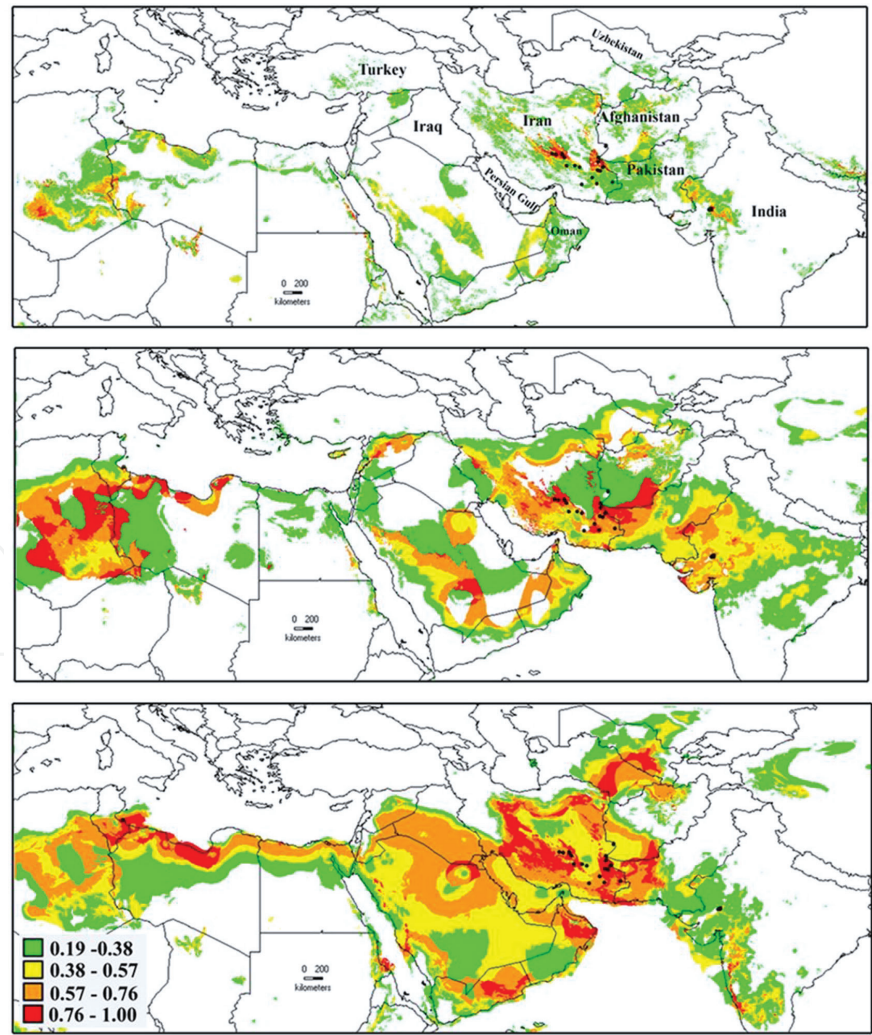 Uzbekistan
Turkey
Iraq
Iran
Afghanistan
Pakistan
Persian Gulf
India
Oman
0 200
kilometers
0 200
kilometers
0 200
kilometers
0.19 -0.38
0.38 - 0.57
0.57 - 0.76
0.76 - 1.00